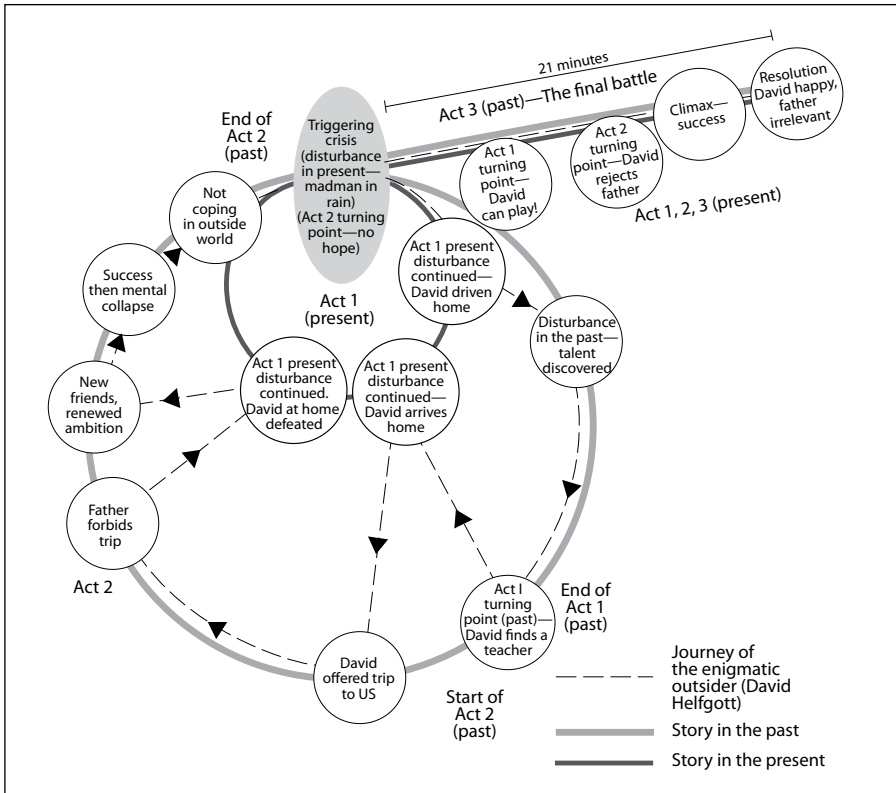 21 minutes
Act 3 (past)—The final battle
Resolution
David happy,
father
irrelevant
Climax—
success
Act 2
turning
point—David
rejects
father
Act 1
turning
point—
David
can play!
Act 1, 2, 3 (present)
End of
Act 2
(past)
Triggering
crisis
(disturbance
in present—
madman in
rain)
(Act 2 turning
point—no
hope)
Act 1
(present)
Not
coping
in outside
world
Success
then mental
collapse
New
friends,
renewed
ambition
Father
forbids
trip
Act 2
Act 1 present
disturbance
continued—
David driven
home
Disturbance
in the past—
talent
discovered
Act 1 present
disturbance
continued.
David at home
defeated
Act 1 present
disturbance
continued—
David arrives
home
Act I
turning
point (past)—
David finds a
teacher
End of
Act 1
(past)
David
offered trip
to US
Start of
Act 2
(past)
Journey of
the enigmatic
outsider (David
Helfgott)
Story in the past
Story in the present